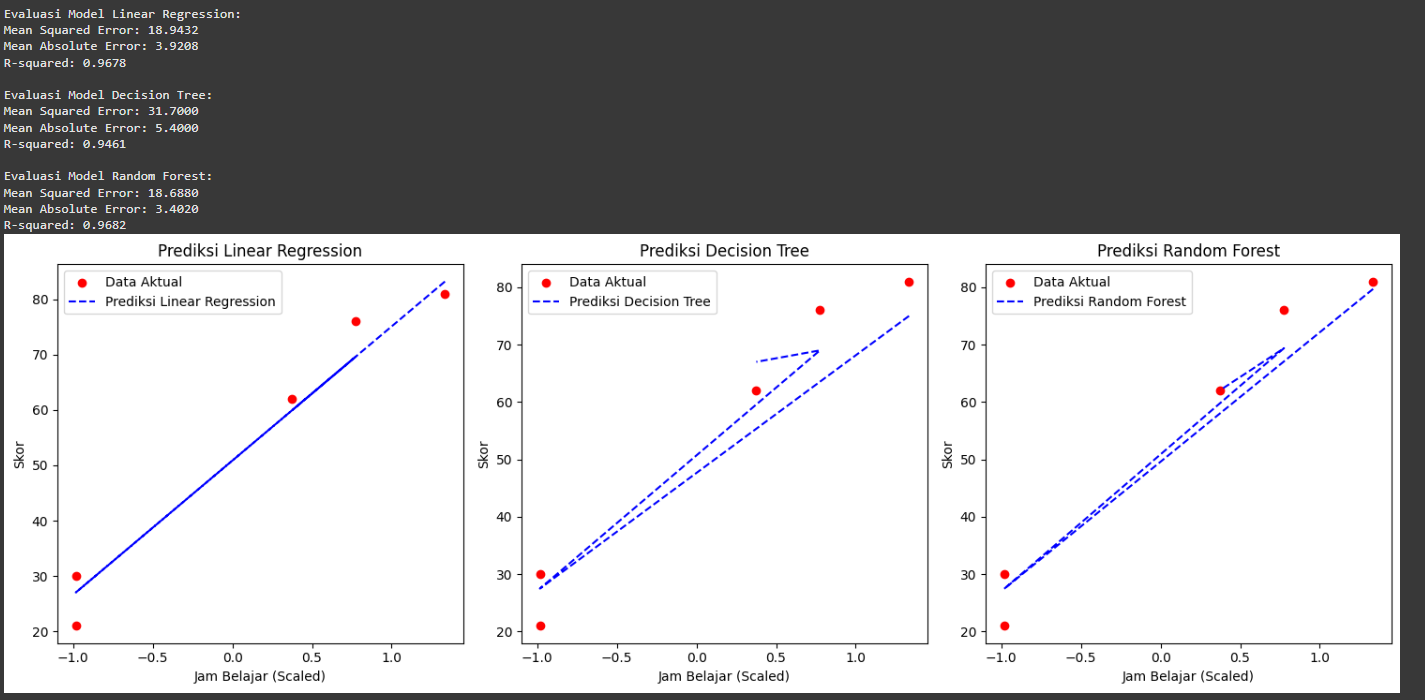 Evaluasi Model Linear Regression:
Mean Squared Error: 18.9432
Mean Absolute Error: 3.9208
R-squared: 0.9678
Evaluasi Model Decision Tree:
Mean Squared Error: 31.7000
Mean Absolute Error: 5.4000
R-squared: 0.9461
Evaluasi Model Random Forest:
Mean Squared Error: 18.6880
Mean Absolute Error: 3.4020
R-squared: 0.9682
Prediksi Linear Regression
Data Aktual
Prediksi Linear Regression
80
70
60
50
40
30
20
Skor
−1.0 −0.5 0.0 0.5 1.0
Jam Belajar (Scaled)
Prediksi Decision Tree
Data Aktual
Prediksi Decision Tree
80
70
60
50
40
30
20
Skor
−1.0 −0.5 0.0 0.5 1.0
Jam Belajar (Scaled)
Prediksi Random Forest
Data Aktual
Prediksi Random Forest
80
70
60
50
40
30
20
Skor
−1.0 −0.5 0.0 0.5 1.0
Jam Belajar (Scaled)